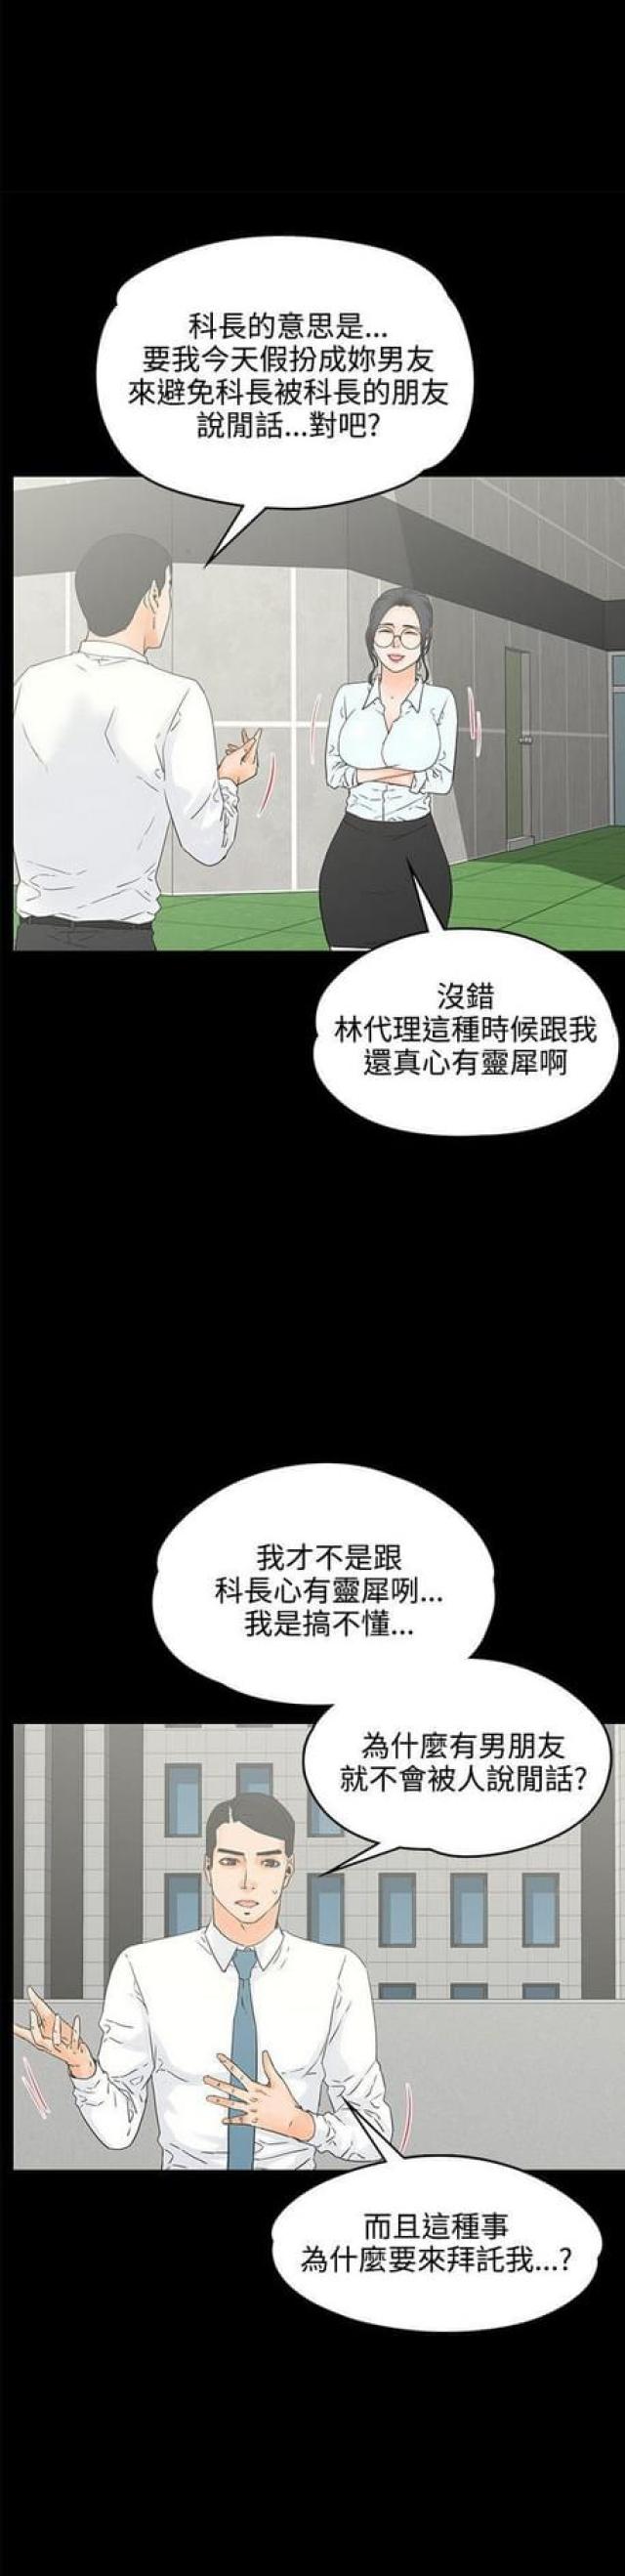 科長的意思是...
要我今天假扮成妳男友
來避免科長被科長的朋友
說閒話...對吧?
沒錯
林代理這種時候跟我
還真心有靈犀啊
我才不是跟
科長心有靈犀咧...
我是搞不懂...
為什麼有男朋友
就不會被人說閒話?
而且這種事
為什麼要來拜託我...?